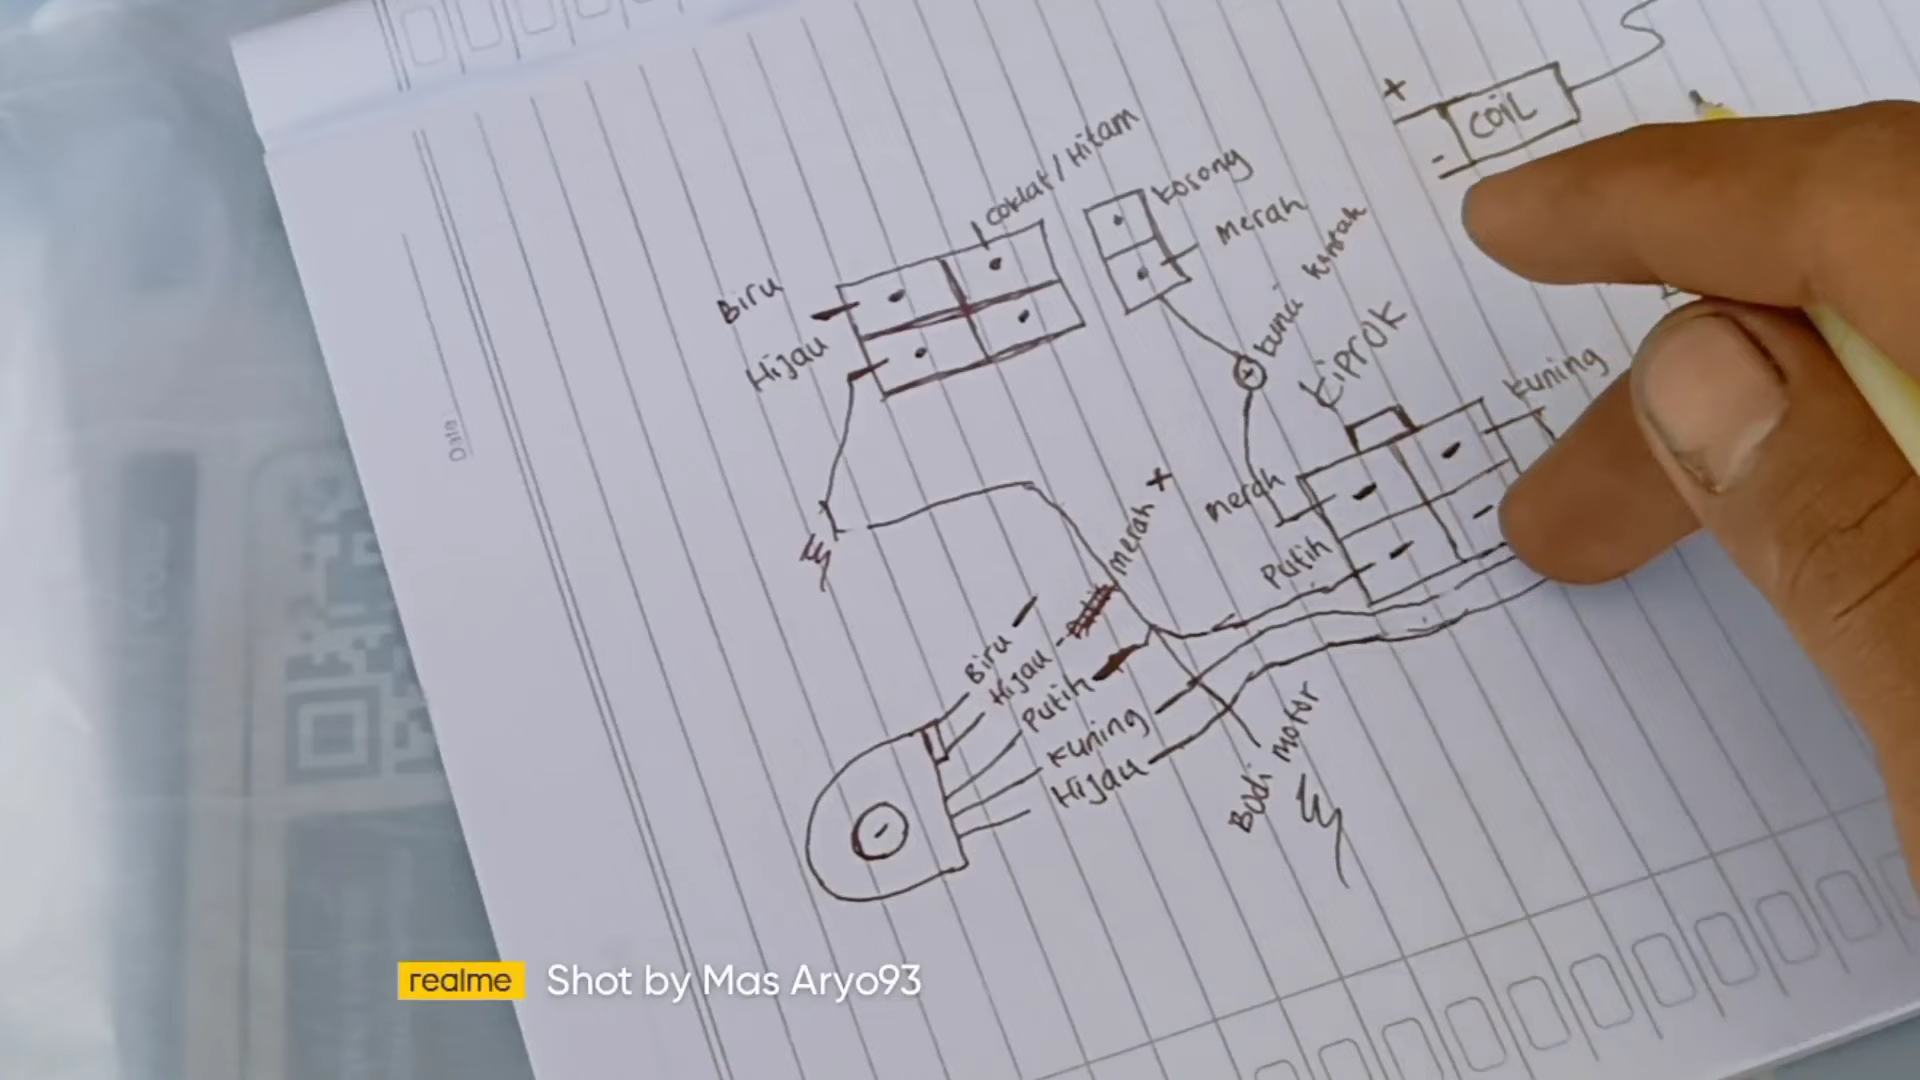 COIL
+
-
coklat / Hitam
kosong
Merah
Biru
Hijau
kunci kontak
kiprok
kuning
merah
Putih
merah +
Biru
Hijau -
Putih
kuning
Hijau
Bodi motor
Date
realme Shot by Mas Aryo93